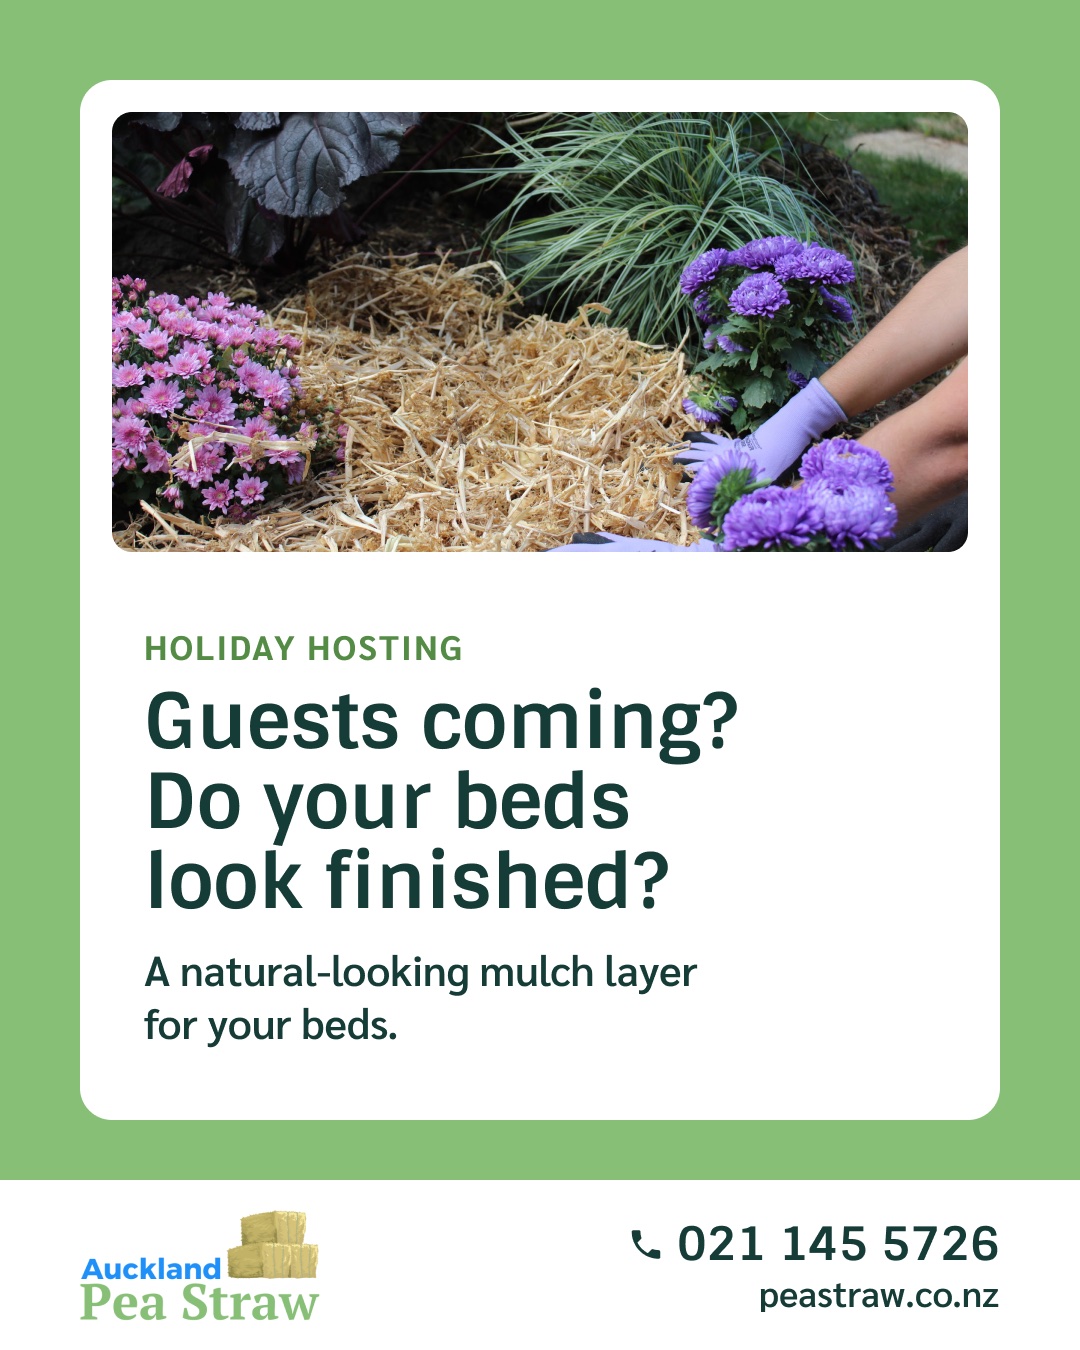 HOLIDAY HOSTING
Guests coming?
Do your beds
look finished?
A natural-looking mulch layer
for your beds.
Auckland
Pea Straw
021 145 5726
peastraw.co.nz